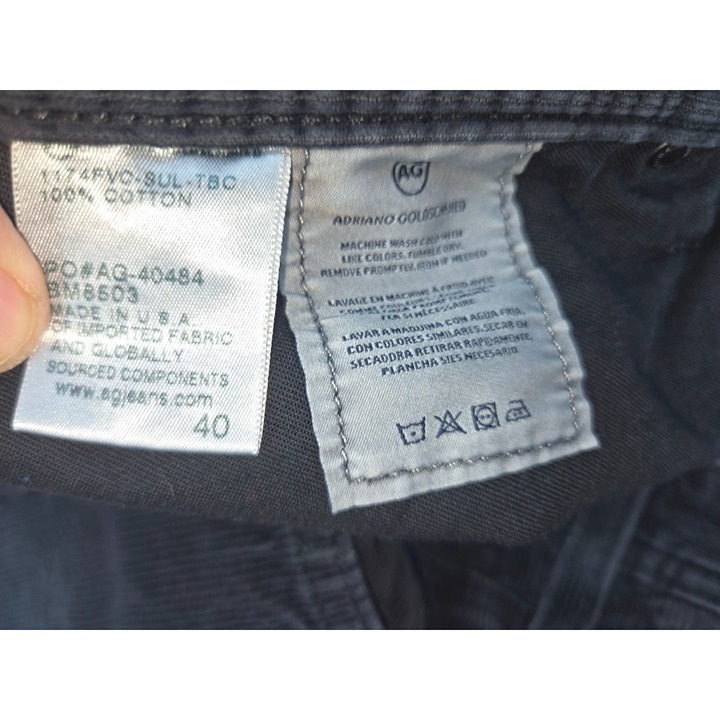 1174FVC-SUL-TBC
100% COTTON
PO#AG-40484
BM6503
MADE IN U.S.A.
OF IMPORTED FABRIC
AND GLOBALLY
SOURCED COMPONENTS
www.agjeans.com
40
AG
ADRIANO GOLDSCHMIED
MACHINE WASH COLD WITH
LIKE COLORS. TUMBLE DRY.
REMOVE PROMPTLY. IRON IF NEEDED
LAVAGE EN MACHINE A FROID AVEC
PER SI NECESSARIO
LAVAR A MAQUINA CON AGUA FRIA.
CON COLORES SIMILARES. SECAR EN
SECADORA RETIRAR RAPIDAMENTE.
PLANCHA SIES NECESARIO